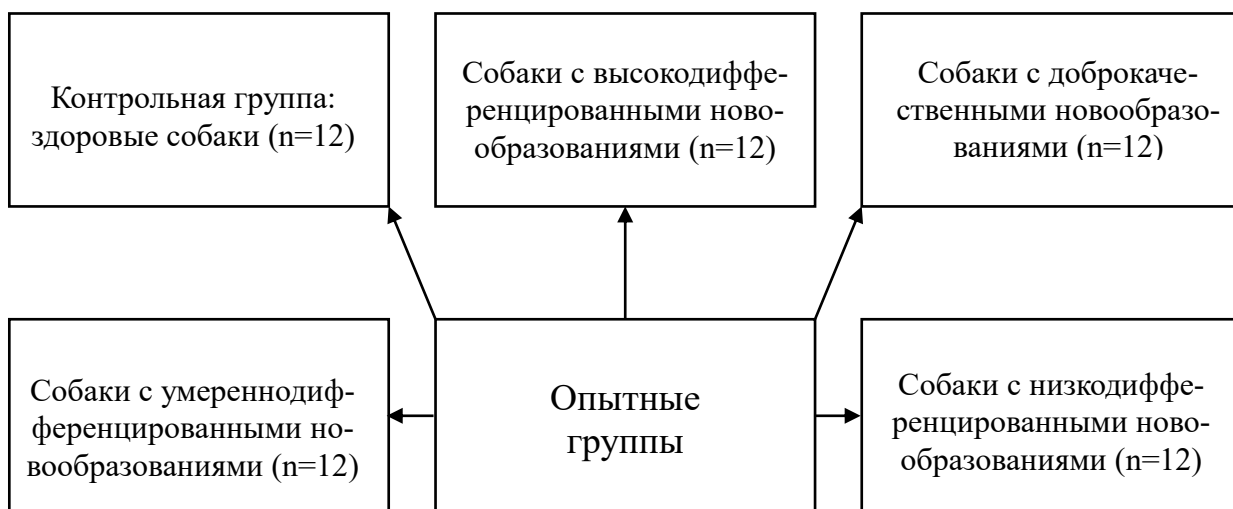 Контрольная группа:
здоровые собаки (n=12)
Собаки с высокодиффе-
ренцированными ново-
образованиями (n=12)
Собаки с доброкаче-
ственными новообразо-
ваниями (n=12)
Собаки с умереннодиф-
ференцированными но-
вообразованиями (n=12)
Опытные
группы
Собаки с низкодиффе-
ренцированными ново-
образованиями (n=12)